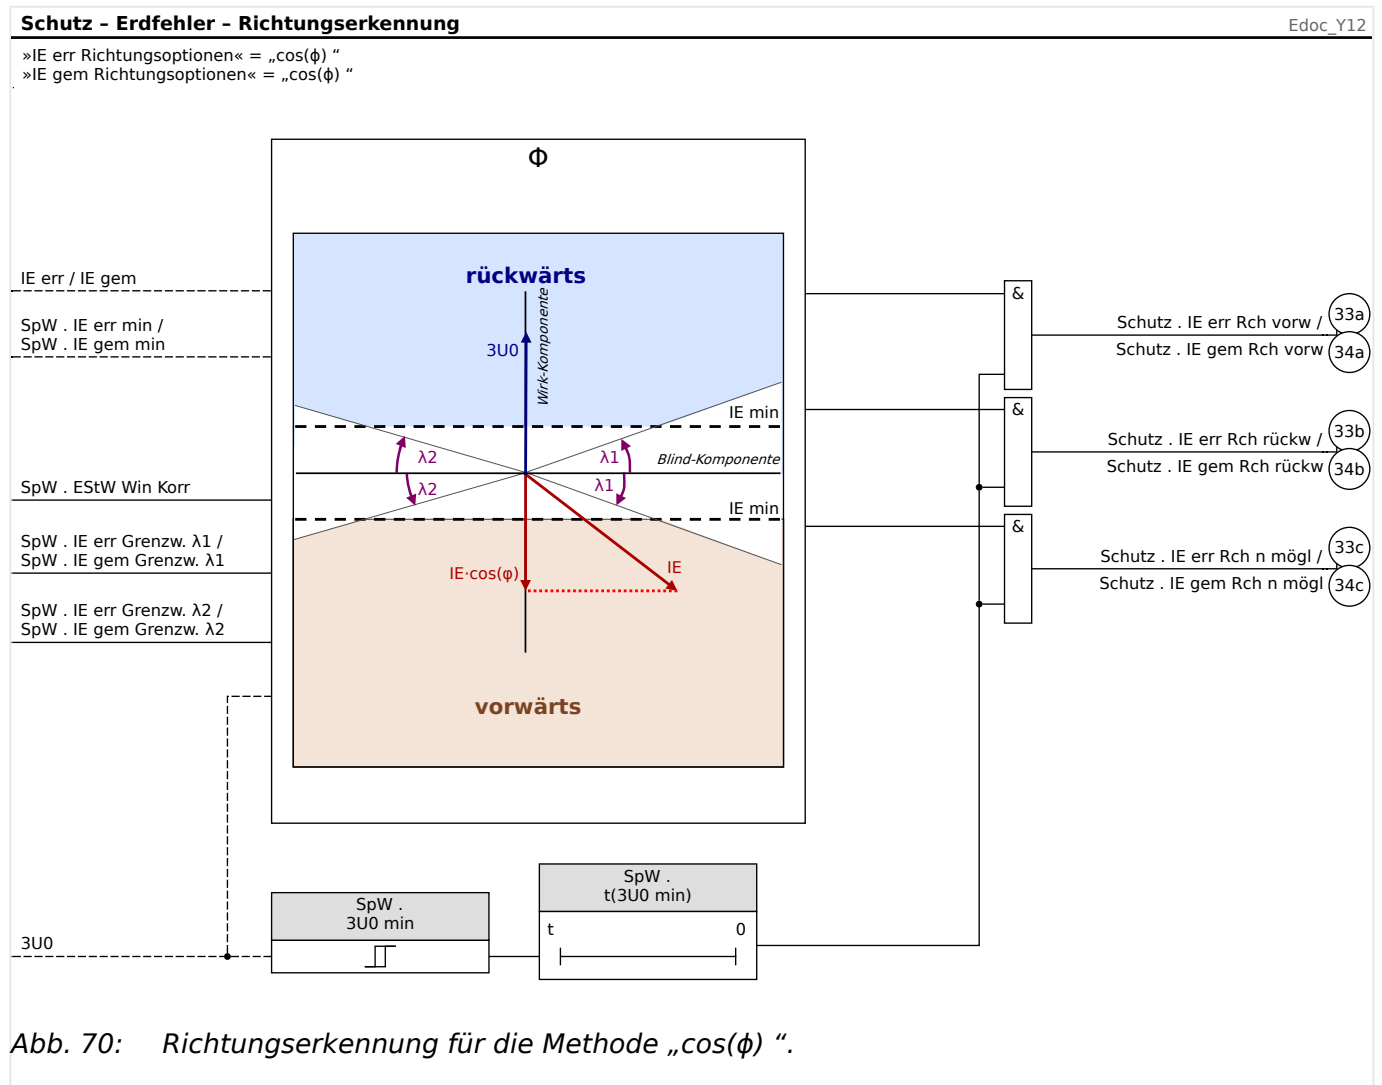 Schutz – Erdfehler – Richtungserkennung
Edoc_Y12
»IE err Richtungsoptionen« = „cos(ϕ) “
»IE gem Richtungsoptionen« = „cos(ϕ) “
Φ
rückwärts
Wirk-Komponente
3U0
IE min
λ2
λ1
Blind-Komponente
λ2
λ1
IE min
IE·cos(φ)
IE
vorwärts
IE err / IE gem
SpW . IE err min /
SpW . IE gem min
SpW . EStW Win Korr
SpW . IE err Grenzw. λ1 /
SpW . IE gem Grenzw. λ1
SpW . IE err Grenzw. λ2 /
SpW . IE gem Grenzw. λ2
3U0
SpW .
3U0 min
SpW .
t(3U0 min)
t
0
&
Schutz . IE err Rch vorw /
33a
Schutz . IE gem Rch vorw
34a
&
Schutz . IE err Rch rückw /
33b
Schutz . IE gem Rch rückw
34b
&
Schutz . IE err Rch n mögl /
33c
Schutz . IE gem Rch n mögl
34c
Abb. 70: Richtungserkennung für die Methode „cos(ϕ) “.